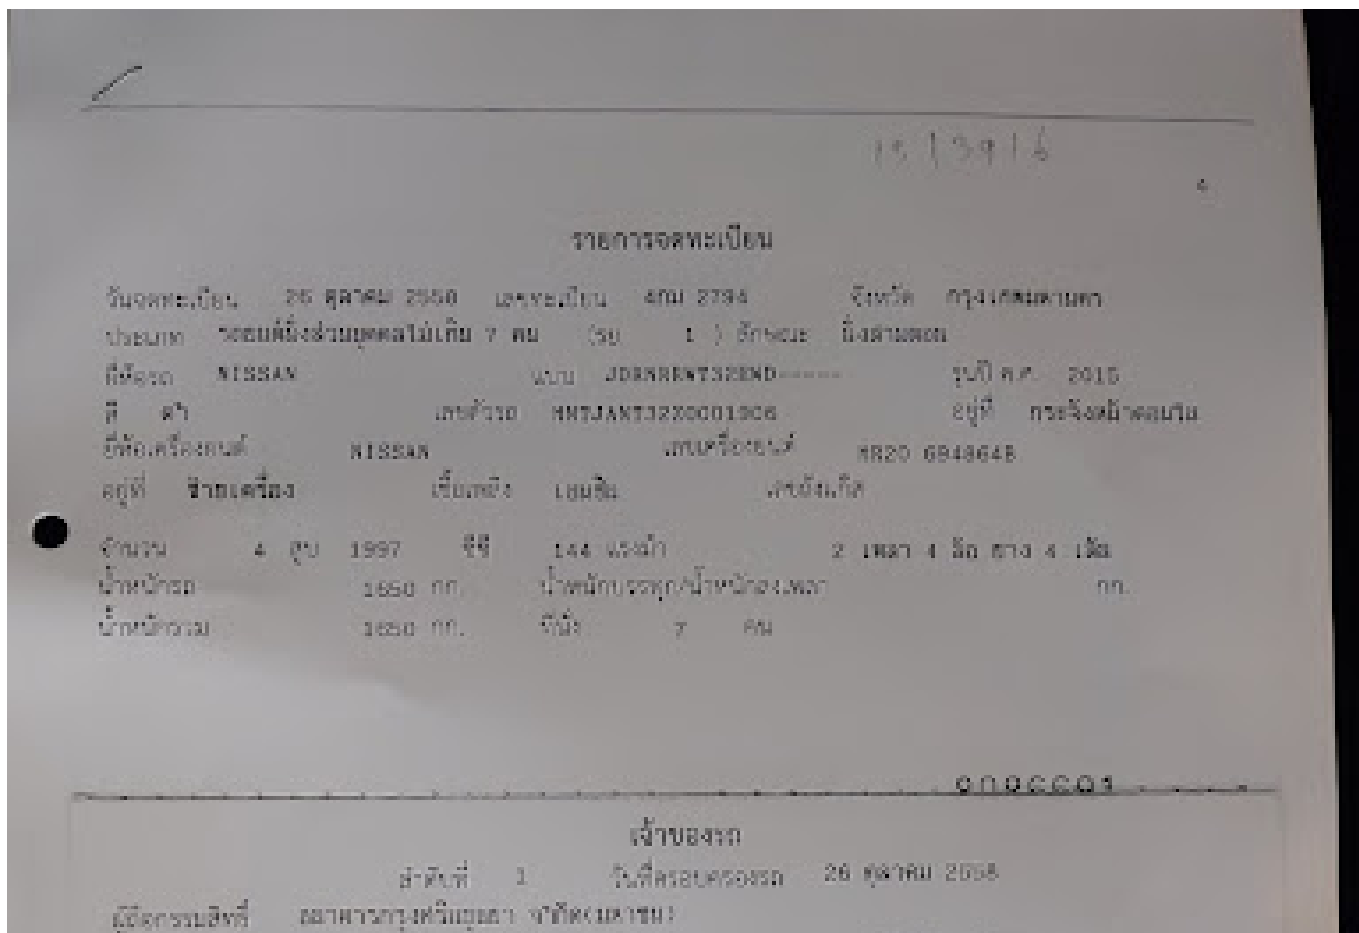 รายการจดทะเบียน
วันจดทะเบียน 26 ตุลาคม 2558 เลขทะเบียน 4กม 2794 จังหวัด กรุงเทพมหานคร
ประเภท รถยนต์นั่งส่วนบุคคลไม่เกิน 7 คน (รย 1 ) ลักษณะ นั่งสามตอน
ยี่ห้อรถ NISSAN แบบ รุ่นปี ค.ศ. 2015
สี ดำ เลขตัวรถ อยู่ที่ กระจังหน้าตอนใน
ยี่ห้อเครื่องยนต์ NISSAN เลขเครื่องยนต์ MR20 694864B
อยู่ที่ ซ้ายเครื่อง เชื้อเพลิง เบนซิน เลขถังแก๊ส
จำนวน 4 สูบ 1997 ซีซี 144 แรงม้า 2 เพลา 4 ล้อ ยาง 4 เส้น
น้ำหนักรถ 1650 กก. น้ำหนักบรรทุก/น้ำหนักลงเพลา กก.
น้ำหนักรวม 1650 กก. ที่นั่ง 7 คน
เจ้าของรถ
ลำดับที่ 1 วันที่ครอบครองรถ 26 ตุลาคม 2558
ผู้ถือกรรมสิทธิ์ ธนาคารกรุงศรีอยุธยา จำกัด(มหาชน)